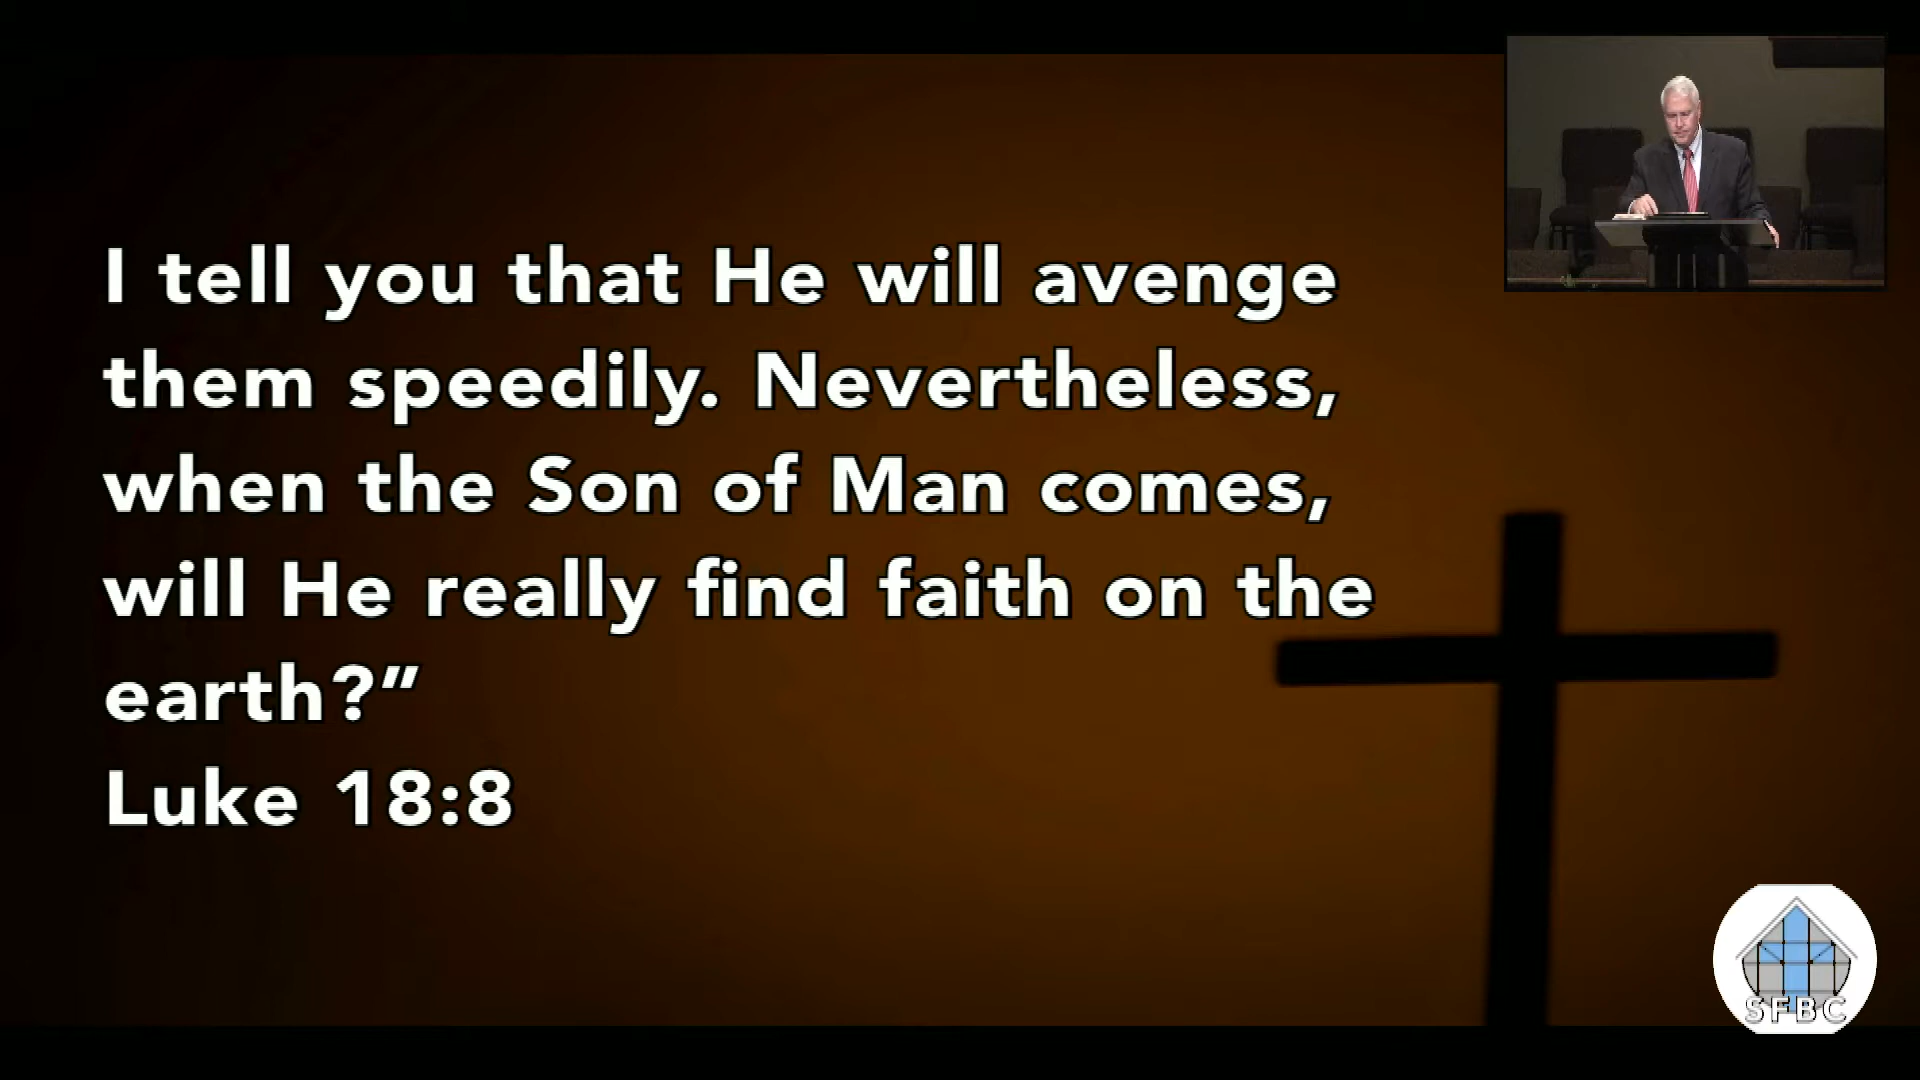 I tell you that He will avenge
them speedily. Nevertheless,
when the Son of Man comes,
will He really find faith on the
earth?”
Luke 18:8
SFBC